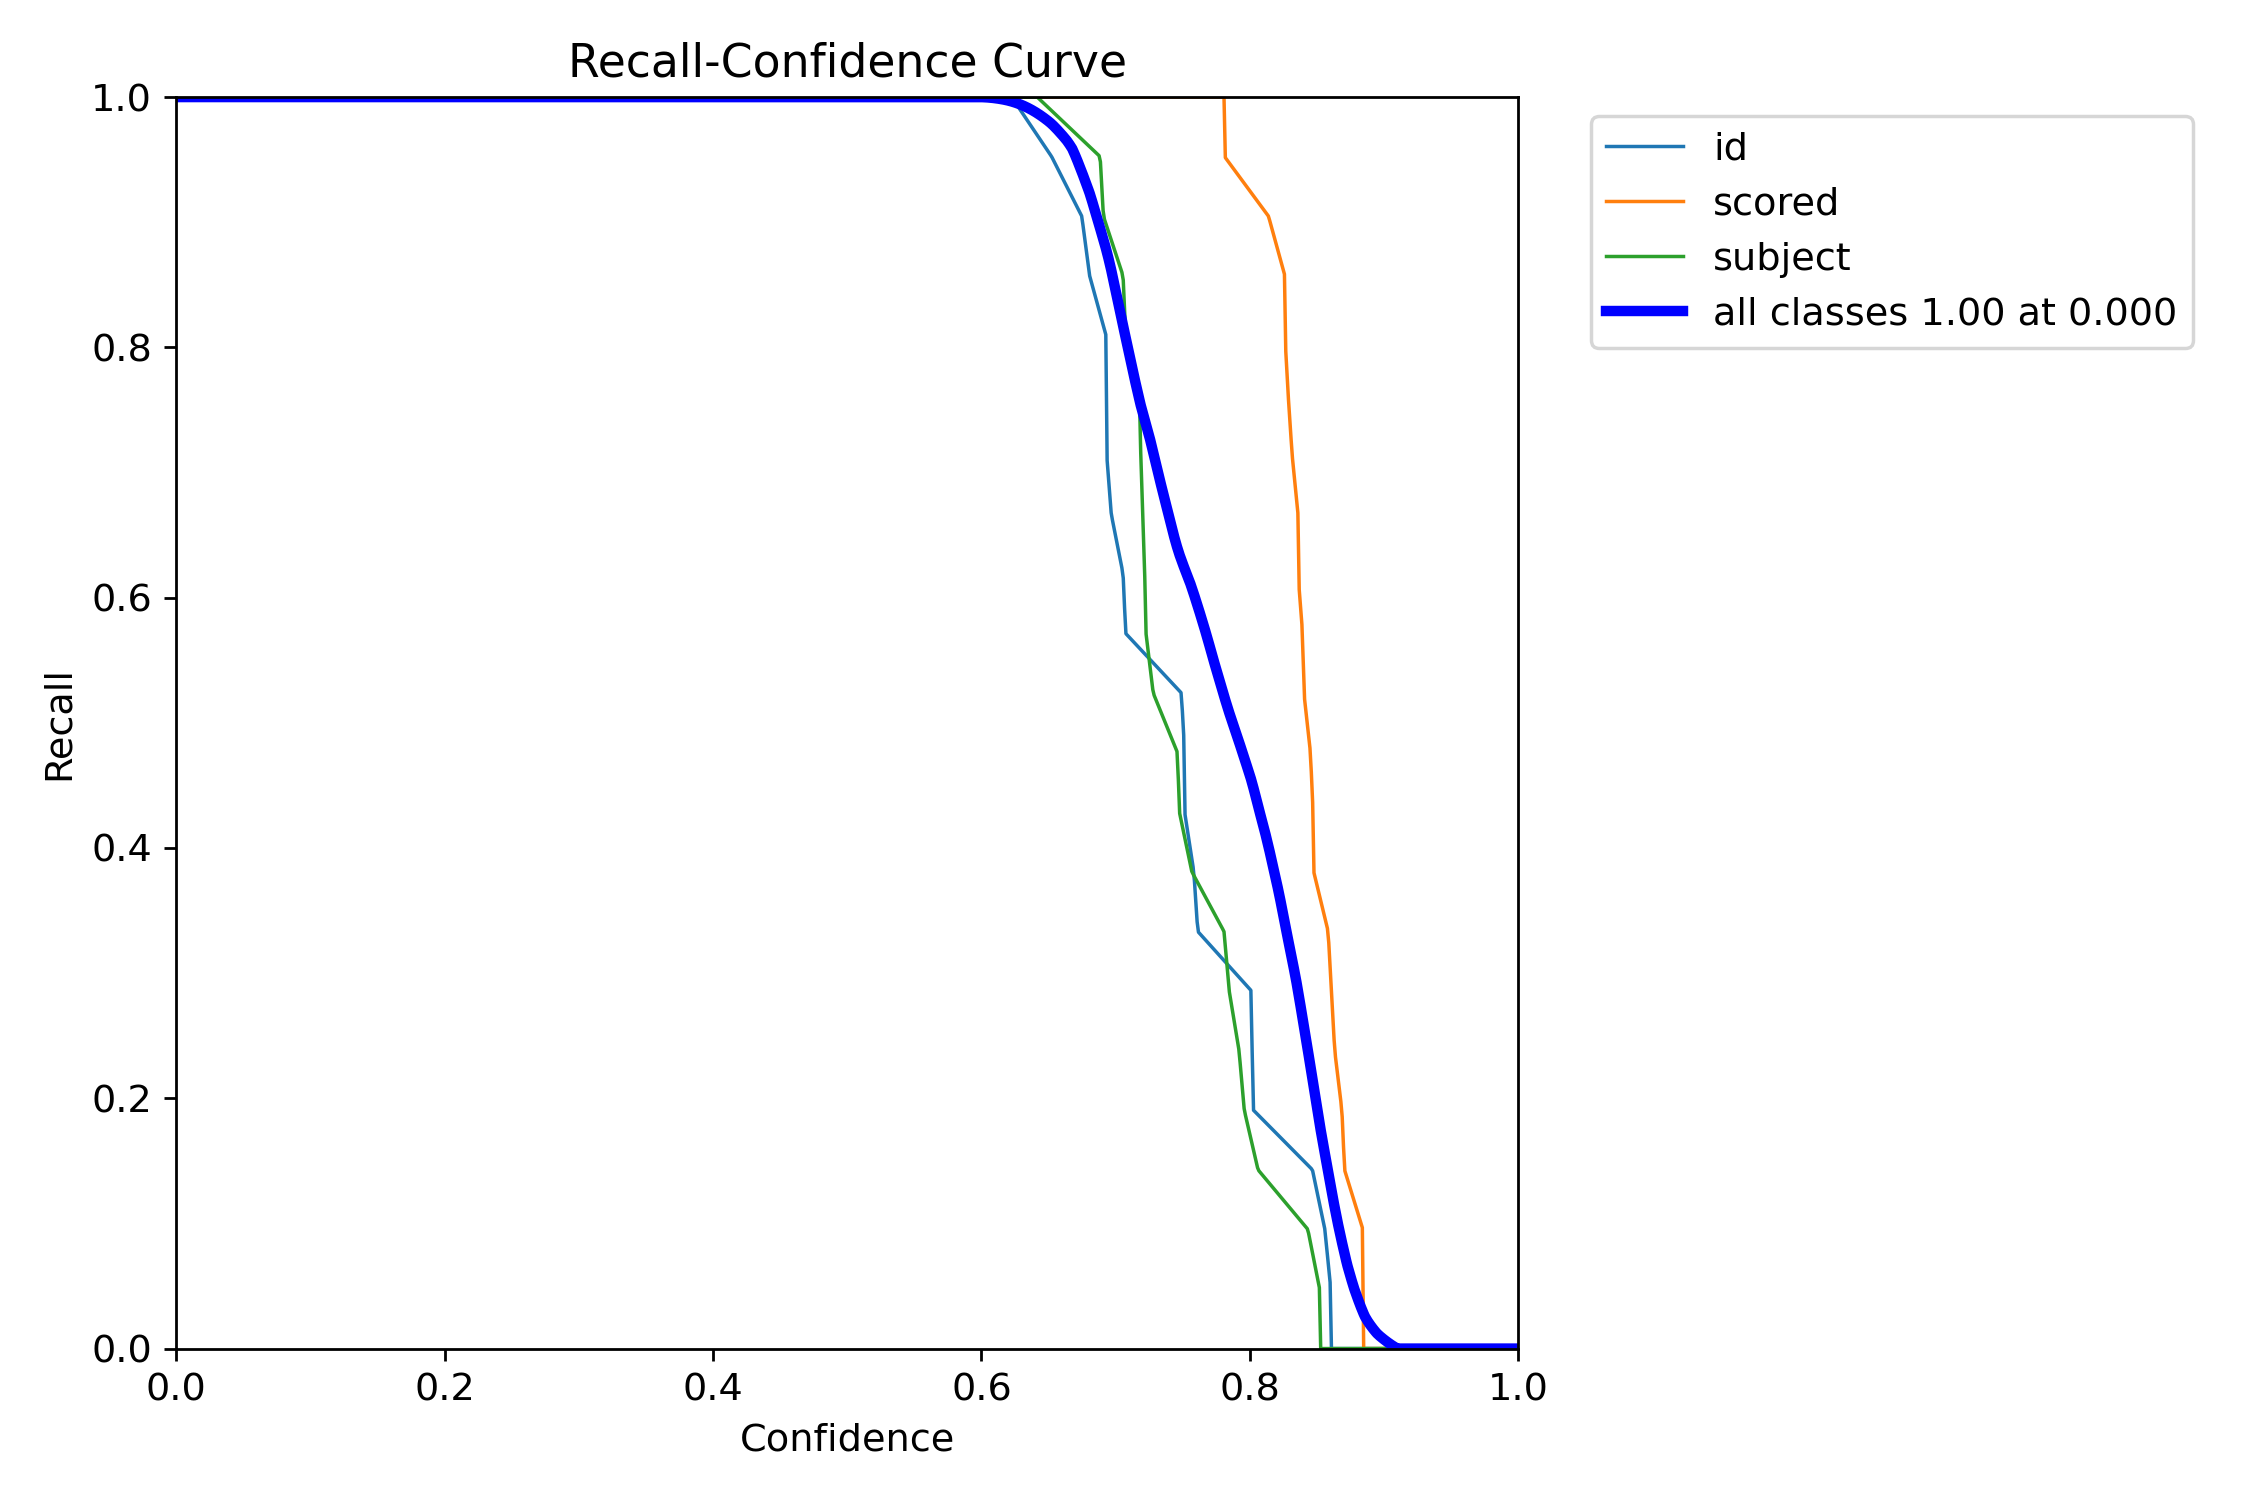 Recall-Confidence Curve
1.0
0.8
0.6
0.4
0.2
0.0
Recall
0.0 0.2 0.4 0.6 0.8 1.0
Confidence
id
scored
subject
all classes 1.00 at 0.000